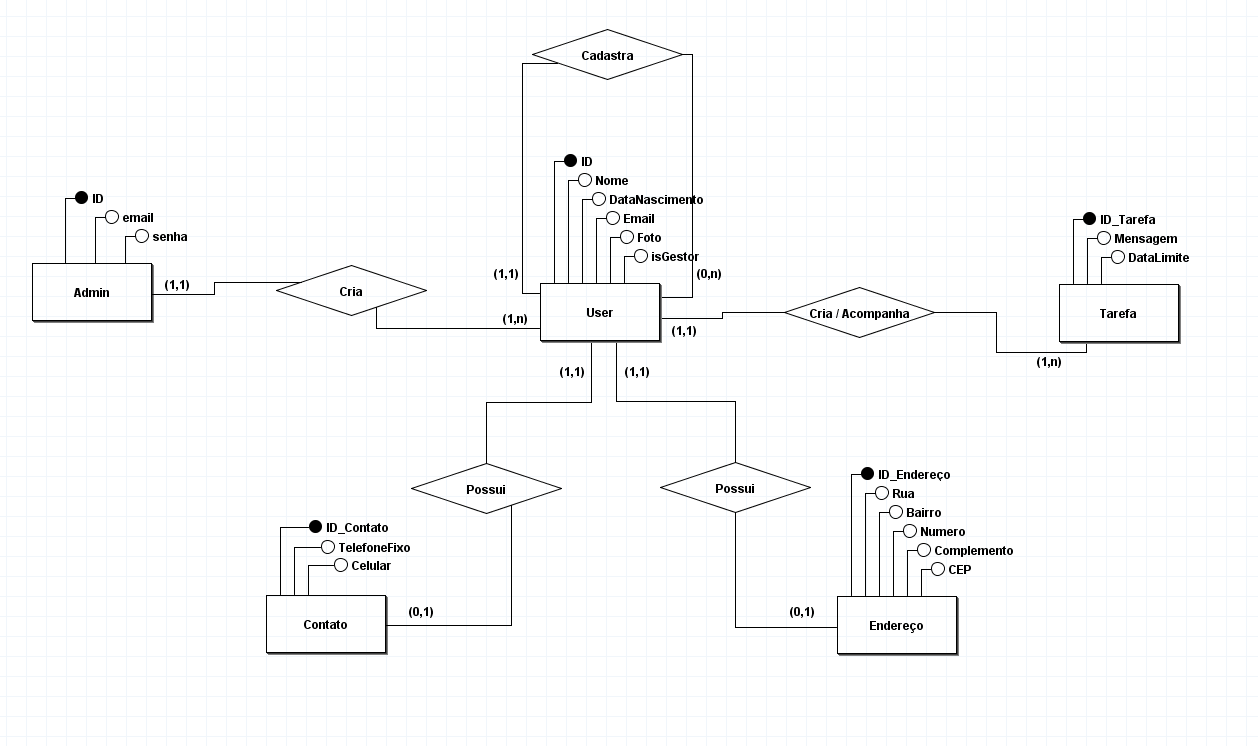 Cadastra
ID
Nome
DataNascimento
Email
Foto
isGestor
(1,1)
(0,n)
User
ID
email
senha
Admin
(1,1)
Cria
(1,n)
(1,1)
Cria / Acompanha
ID_Tarefa
Mensagem
DataLimite
Tarefa
(1,n)
(1,1)
(1,1)
Possui
Possui
ID_Contato
TelefoneFixo
Celular
Contato
(0,1)
ID_Endereço
Rua
Bairro
Numero
Complemento
CEP
(0,1)
Endereço